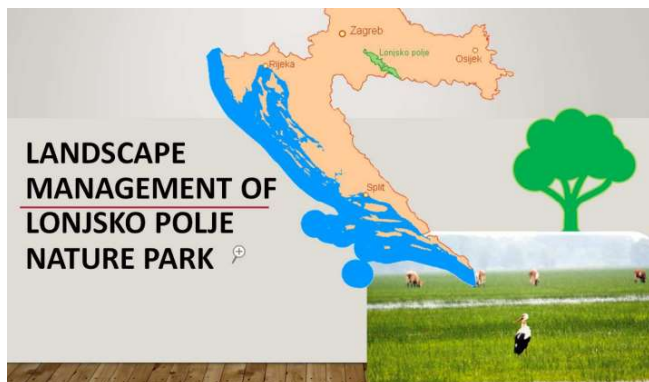 Zagreb
Lonjsko polje
Osijek
Rijeka
Split
LANDSCAPE
MANAGEMENT OF
LONJSKO POLJE
NATURE PARK